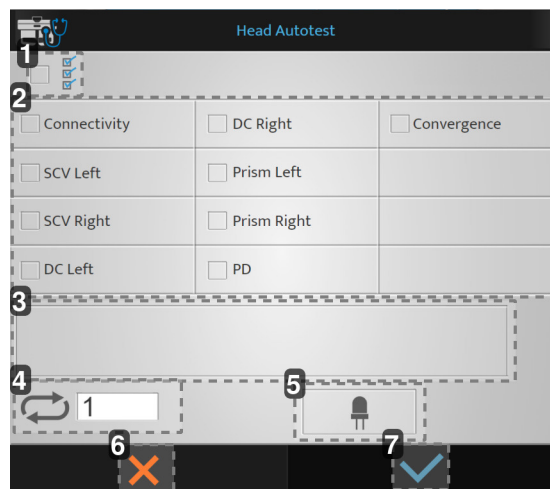 Head Autotest
1
2
Connectivity DC Right Convergence
SCV Left Prism Left
SCV Right Prism Right
DC Left PD
3
4
5
1
6
7